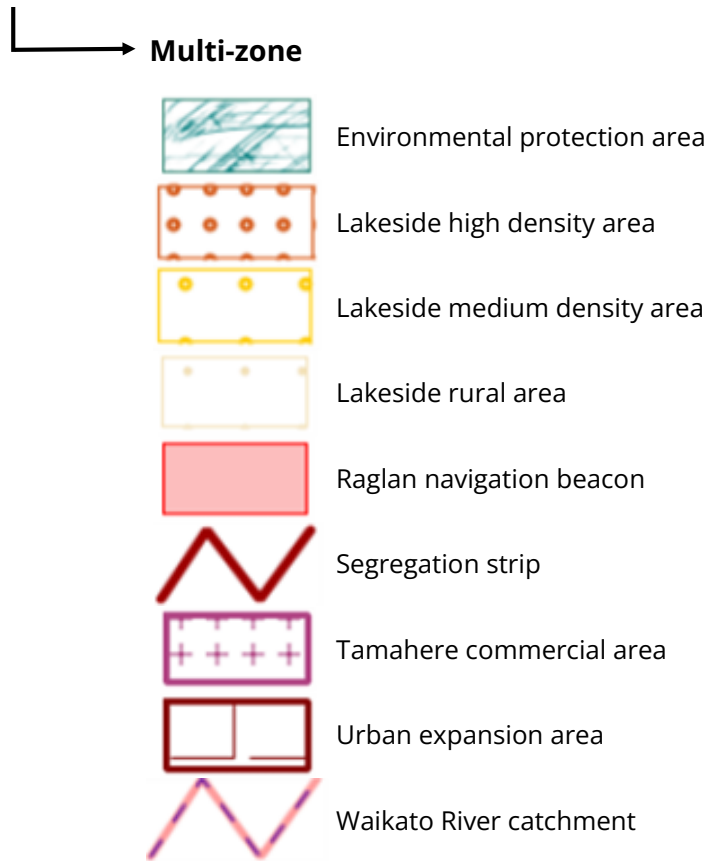 Multi-zone
Environmental protection area
Lakeside high density area
Lakeside medium density area
Lakeside rural area
Raglan navigation beacon
Segregation strip
Tamahere commercial area
Urban expansion area
Waikato River catchment